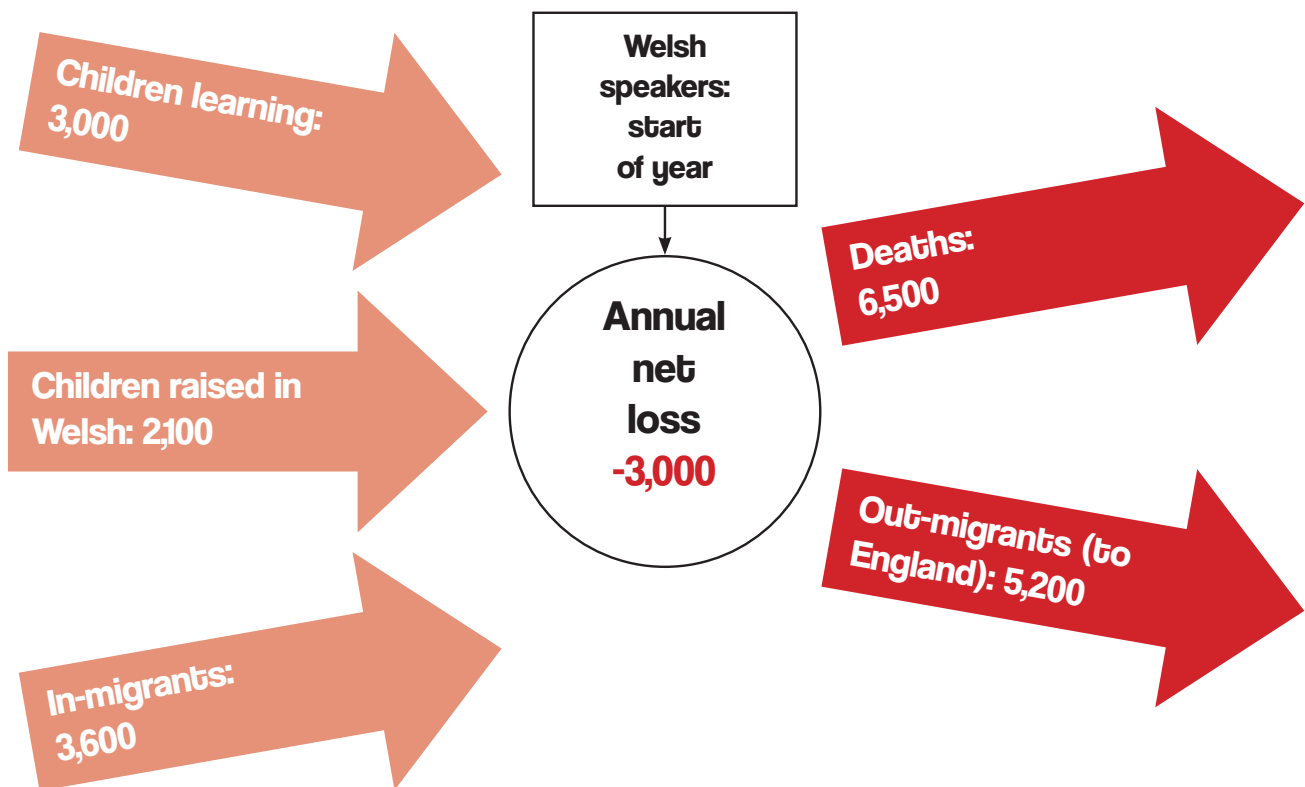 Children learning:
3,000
Children raised in
Welsh: 2,100
In-migrants:
3,600
Welsh
speakers:
start
of year
Annual
net
loss
-3,000
Deaths:
6,500
Out-migrants (to
England): 5,200